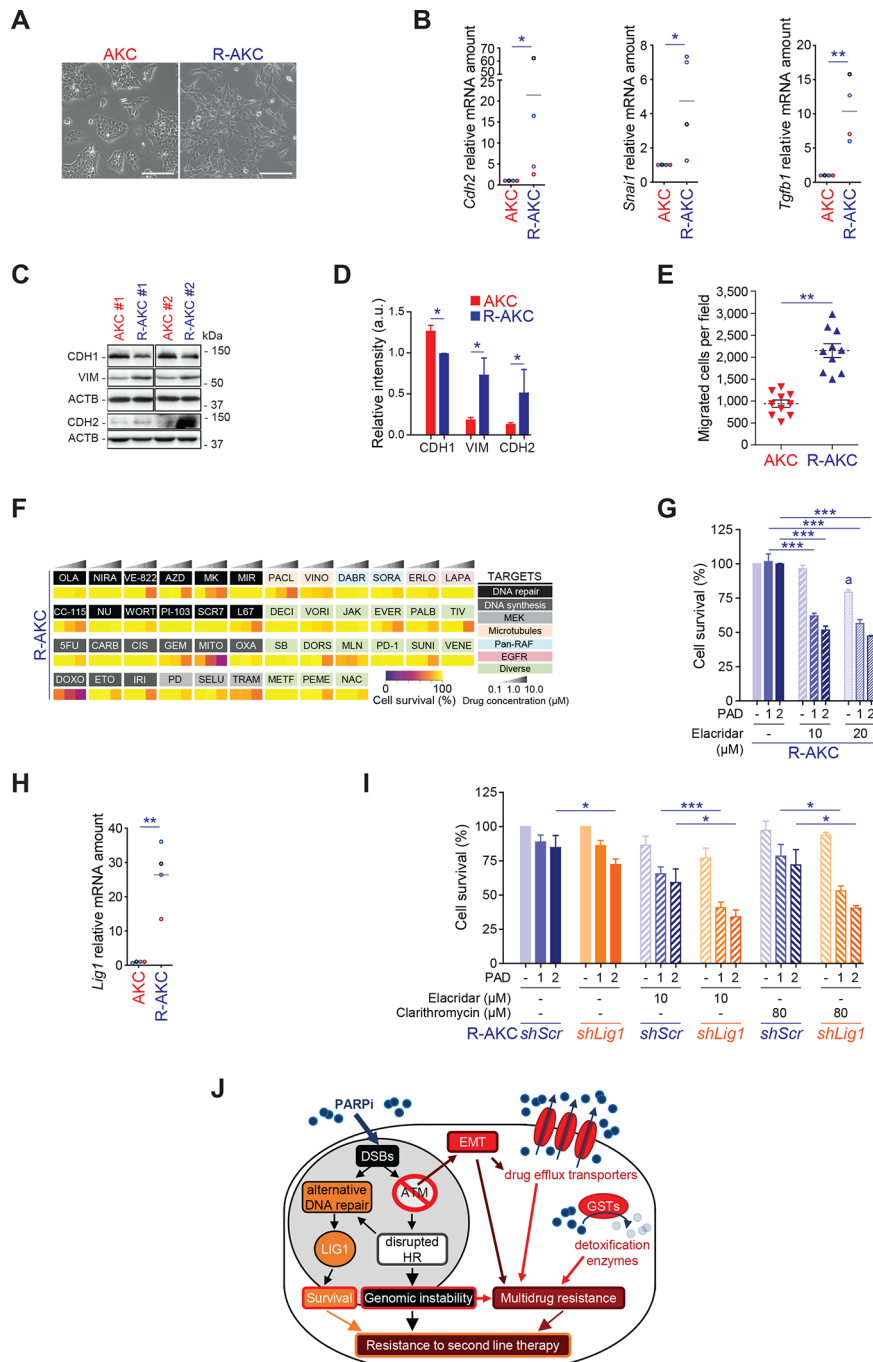 A
AKC
R-AKC
B
Cdh2 relative mRNA amount
70
60
50
25
20
15
10
5
0
*
AKC
R-AKC
Snai1 relative mRNA amount
8
6
4
2
0
*
AKC
R-AKC
Tgfb1 relative mRNA amount
20
15
10
5
0
**
AKC
R-AKC
C
AKC #1
R-AKC #1
AKC #2
R-AKC #2
kDa
CDH1 -
- 150
VIM -
- 50
ACTB -
- 37
CDH2 -
- 150
ACTB -
- 37
D
Relative intensity (a.u.)
1.5
1.0
0.5
0.0
AKC
R-AKC
*
*
*
CDH1 VIM CDH2
E
Migrated cells per field
3,500
3,000
2,500
2,000
1,500
1,000
500
0
**
AKC R-AKC
F
R-AKC
OLA NIRA VE-822 AZD MK MIR PACL VINO DABR SORA ERLO LAPA
CC-115 NU WORT PI-103 SCR7 L67 DECI VORI JAK EVER PALB TIV
5FU CARB CIS GEM MITO OXA SB DORS MLN PD-1 SUNI VENE
DOXO ETO IRI PD SELU TRAM METF PEME NAC
TARGETS
DNA repair
DNA synthesis
MEK
Microtubules
Pan-RAF
EGFR
Diverse
0 100
Cell survival (%)
0.1 1.0 10.0
Drug concentration (µM)
G
Cell survival (%)
125
100
75
50
25
0
***
***
***
***
a
PAD - 1 2 - 1 2 - 1 2
Elacridar (µM) - 10 20
R-AKC
H
Lig1 relative mRNA amount
40
30
20
10
0
**
AKC
R-AKC
I
Cell survival (%)
125
100
75
50
25
0
*
***
*
*
*
PAD - 1 2 - 1 2 - 1 2 - 1 2 - 1 2 - 1 2
Elacridar (µM) - - 10 10 - -
Clarithromycin (µM) - - - - 80 80
R-AKC shScr shLig1 shScr shLig1 shScr shLig1
J
PARPi
DSBs
EMT
drug efflux transporters
alternative
DNA repair
ATM
GSTs
LIG1
disrupted
HR
detoxification
enzymes
Survival
Genomic instability
Multidrug resistance
Resistance to second line therapy